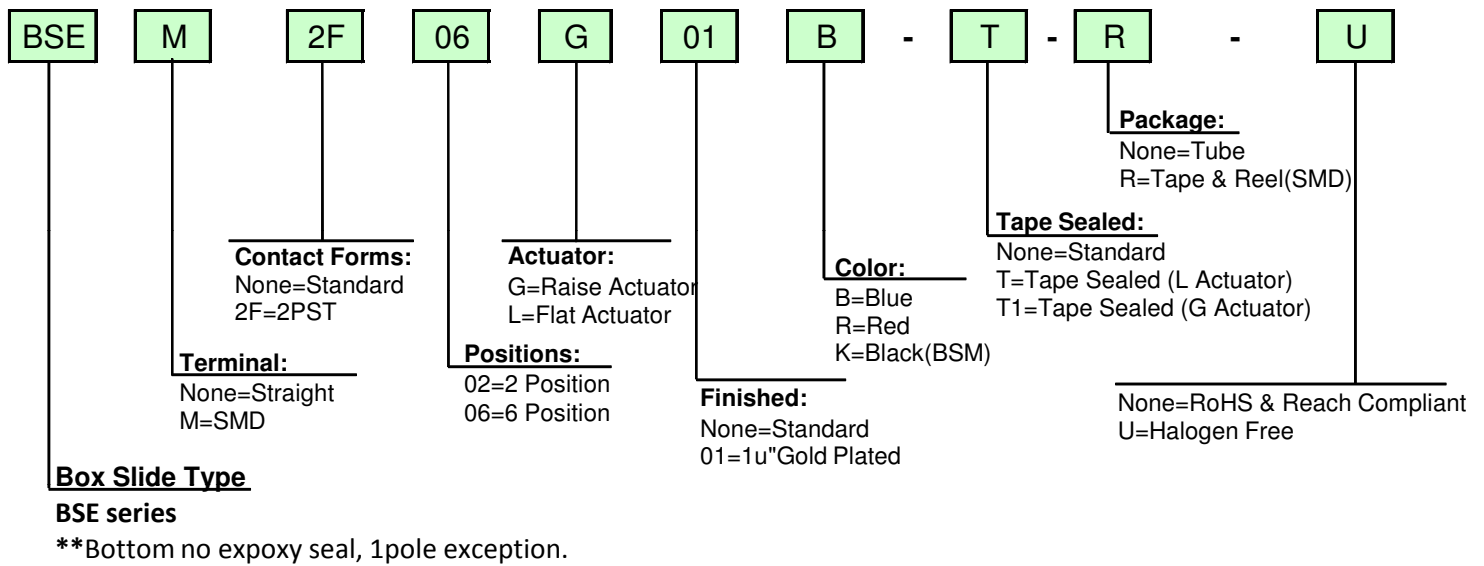 BSE M 2F 06 G 01 B - T - R - U
Package:
None=Tube
R=Tape & Reel(SMD)
Tape Sealed:
None=Standard
T=Tape Sealed (L Actuator)
T1=Tape Sealed (G Actuator)
Contact Forms:
None=Standard
2F=2PST
Actuator:
G=Raise Actuator
L=Flat Actuator
Color:
B=Blue
R=Red
K=Black(BSM)
Terminal:
None=Straight
M=SMD
Positions:
02=2 Position
06=6 Position
Finished:
None=Standard
01=1u"Gold Plated
None=RoHS & Reach Compliant
U=Halogen Free
Box Slide Type
BSE series
**Bottom no expoxy seal, 1pole exception.